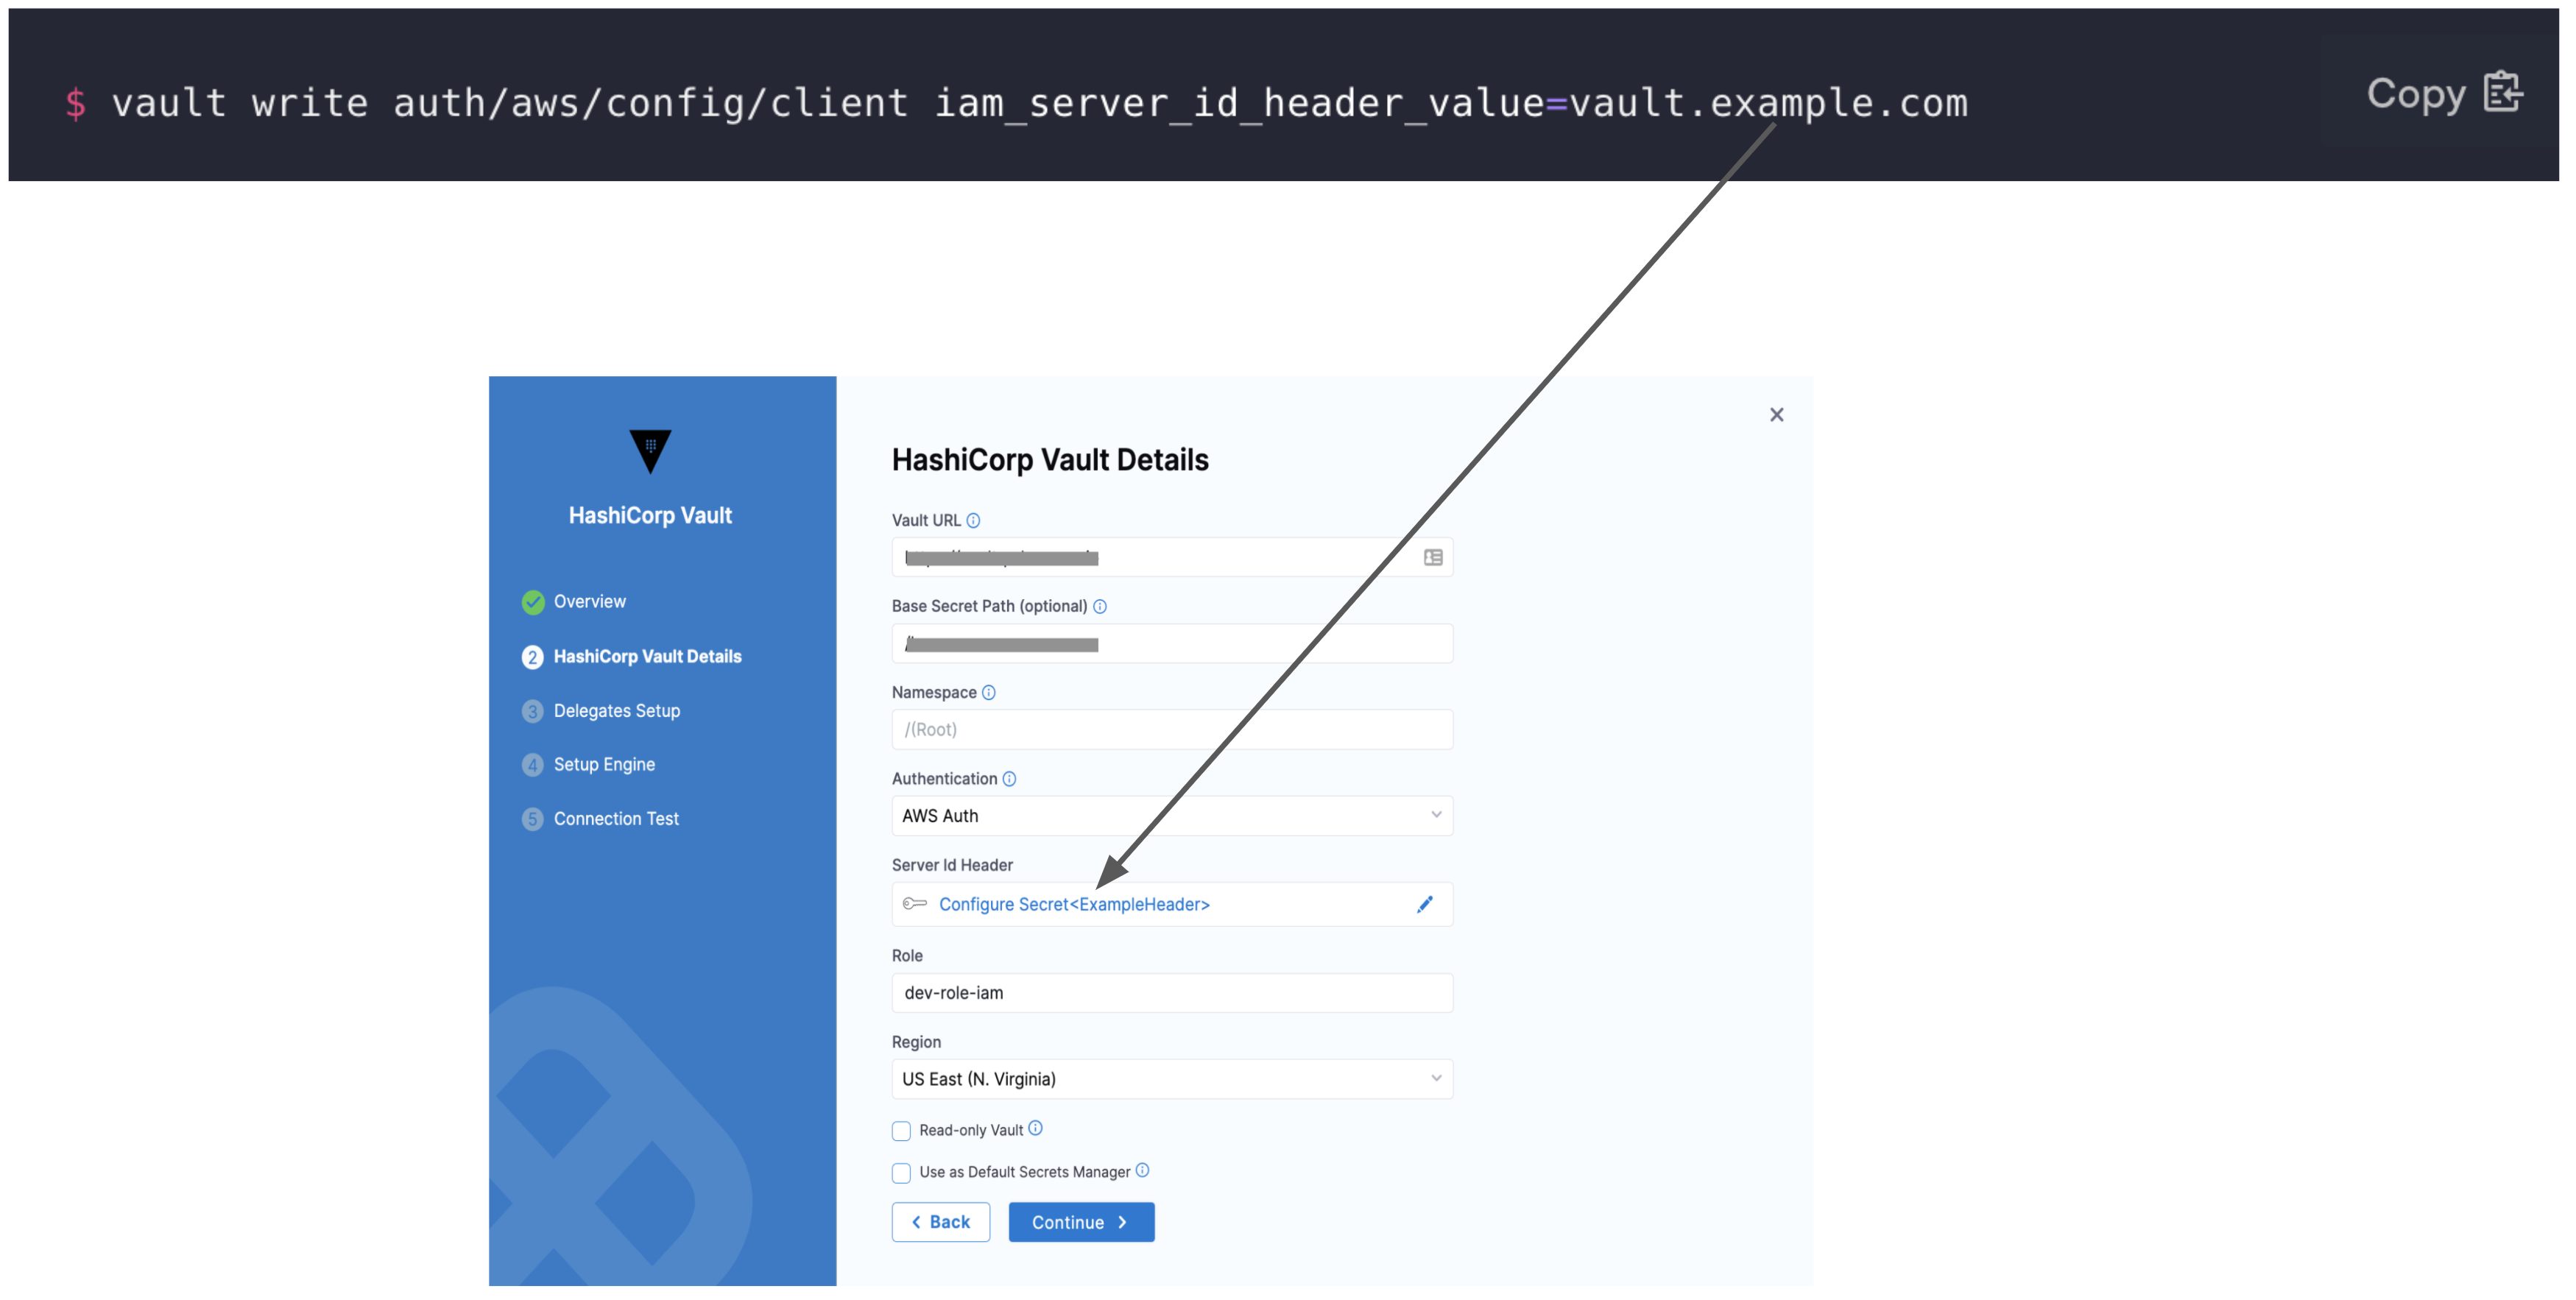 $ vault write auth/aws/config/client iam_server_id_header_value=vault.example.com
Copy
HashiCorp Vault
Overview
2 HashiCorp Vault Details
3 Delegates Setup
4 Setup Engine
5 Connection Test
HashiCorp Vault Details
Vault URL
Base Secret Path (optional)
Namespace
/(Root)
Authentication
AWS Auth
Server Id Header
Configure Secret<ExampleHeader>
Role
dev-role-iam
Region
US East (N. Virginia)
Read-only Vault
Use as Default Secrets Manager
Back
Continue